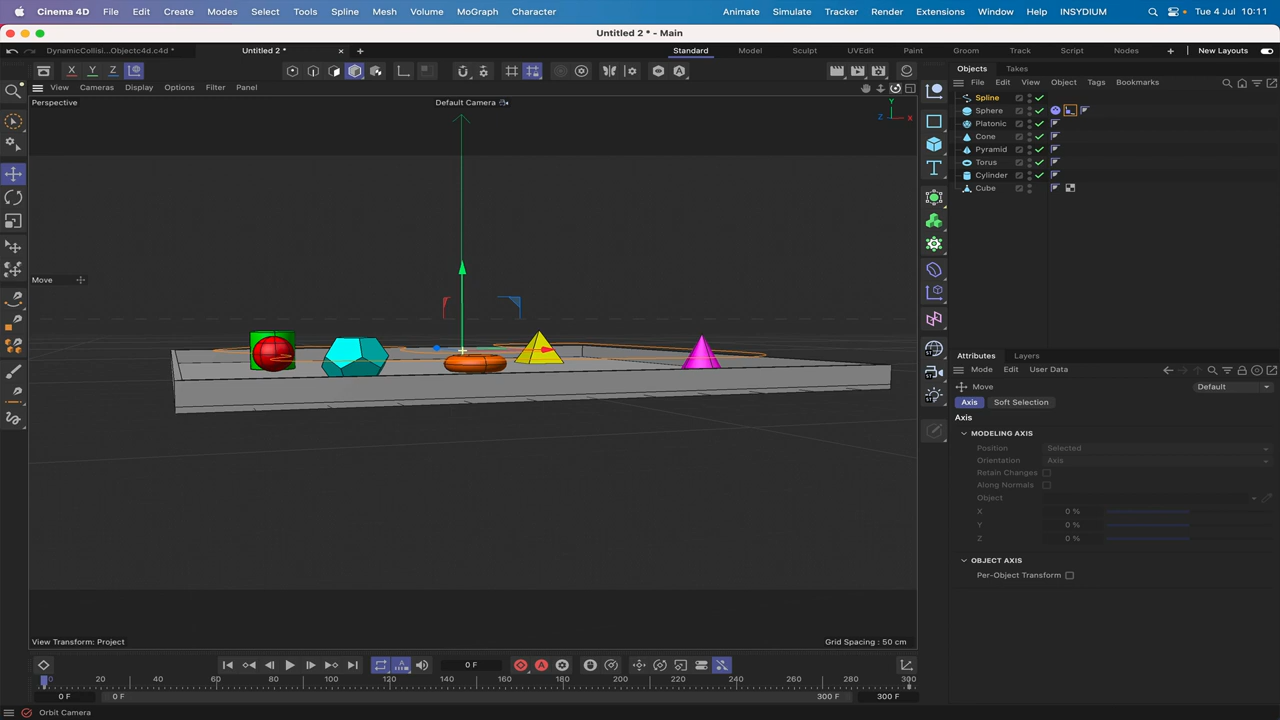 Cinema 4D File Edit Create Modes Select Tools Spline Mesh Volume MoGraph Character Animate Simulate Tracker Render Extensions Window Help INSYDIUM Tue 4 Jul 10:11
Untitled 2 * - Main
DynamicCollisi...Objectc4d.c4d * Untitled 2 * Standard Model Sculpt UVEdit Paint Groom Track Script Nodes New Layouts
Objects Takes
X Y Z
File Edit View Object Tags Bookmarks
View Cameras Display Options Filter Panel
Perspective Default Camera
Y
Z X
Spline
Sphere
Platonic
Cone
Pyramid
Torus
Cylinder
Cube
Move
Attributes Layers
Mode Edit User Data
Move Default
Axis Soft Selection
Axis
MODELING AXIS
Position Selected
Orientation Axis
Retain Changes
Along Normals
Object
X 0 %
Y 0 %
Z 0 %
OBJECT AXIS
Per-Object Transform
View Transform: Project Grid Spacing : 50 cm
0 F
0 20 40 60 80 100 120 140 160 180 200 220 240 260 280 300
0 F 0 F 300 F 300 F
Orbit Camera